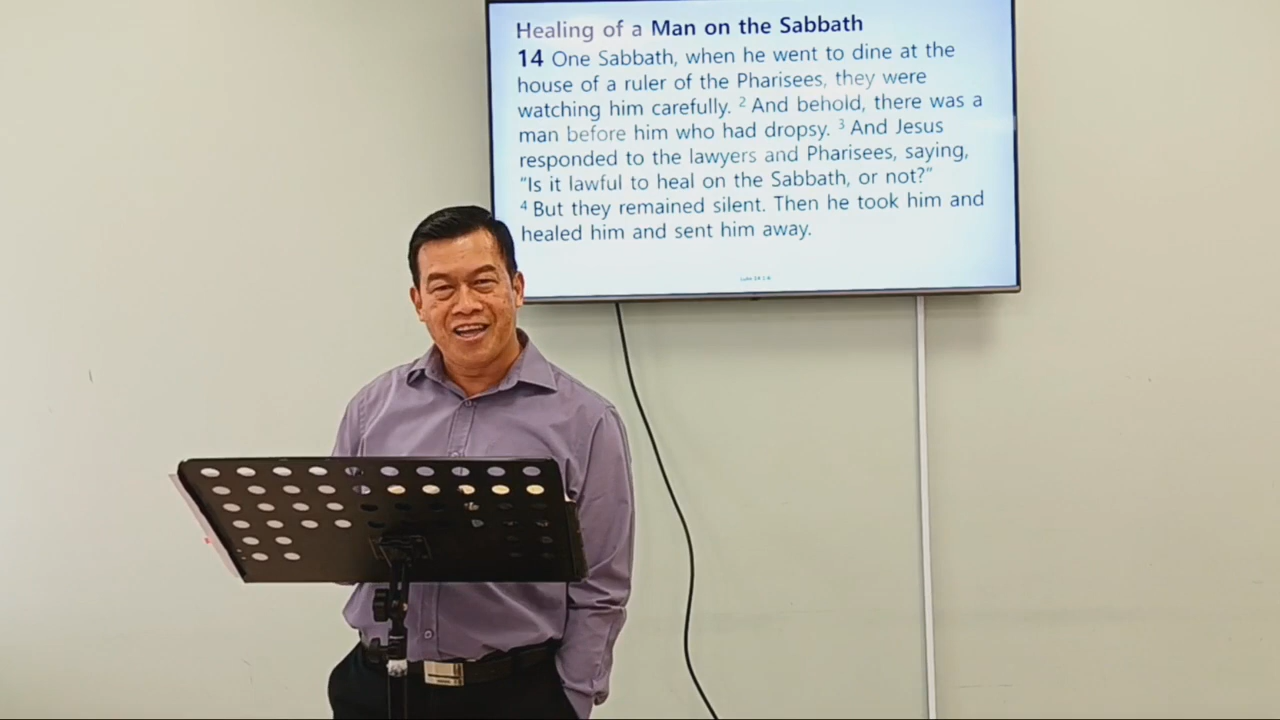 Healing of a Man on the Sabbath
14 One Sabbath, when he went to dine at the
house of a ruler of the Pharisees, they were
watching him carefully. 2 And behold, there was a
man before him who had dropsy. 3 And Jesus
responded to the lawyers and Pharisees, saying,
“Is it lawful to heal on the Sabbath, or not?”
4 But they remained silent. Then he took him and
healed him and sent him away.